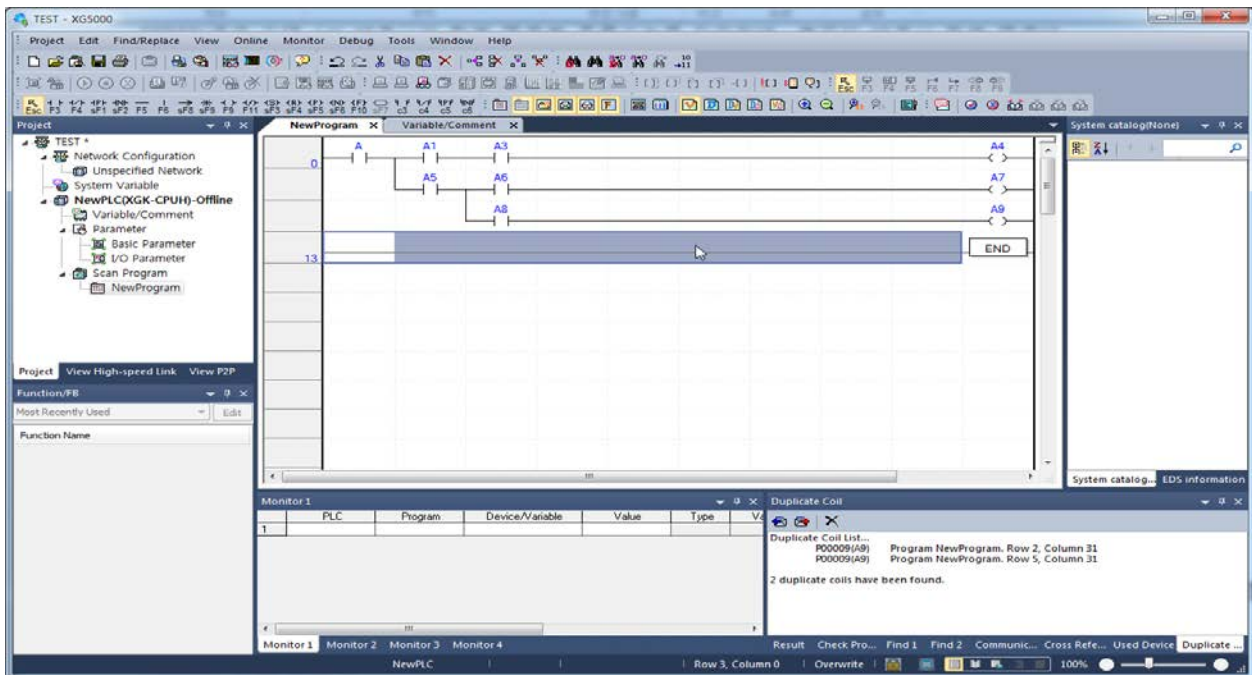 TEST - XG5000
Project Edit Find/Replace View Online Monitor Debug Tools Window Help
Project
NewProgram × Variable/Comment ×
System catalog(None)
TEST *
Network Configuration
Unspecified Network
System Variable
NewPLC(XGK-CPUH)-Offline
Variable/Comment
Parameter
Basic Parameter
I/O Parameter
Scan Program
NewProgram
A A1 A3 A4
0
A5 A6 A7
A8 A9
13 END
Project View High-speed Link View P2P
Function/FB
Most Recently Used Edit
Function Name
System catalog... EDS information
Monitor 1
PLC Program Device/Variable Value Type
1
Monitor 1 Monitor 2 Monitor 3 Monitor 4
Duplicate Coil
Duplicate Coil List...
P00009(A9) Program NewProgram. Row 2, Column 31
P00009(A9) Program NewProgram. Row 5, Column 31
2 duplicate coils have been found.
Result Check Pro... Find 1 Find 2 Communic... Cross Refe... Used Device Duplicate ...
NewPLC Row 3, Column 0 Overwrite 100%